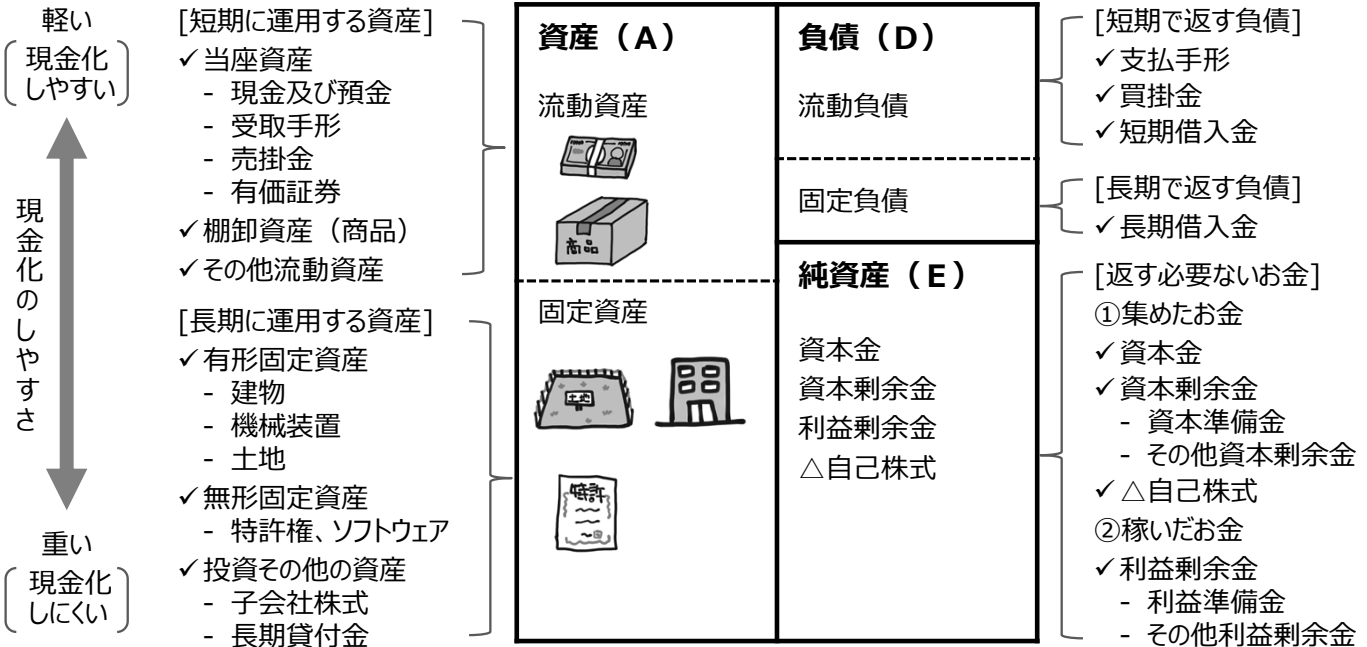 軽い
現金化
しやすい
現金化のしやすさ
重い
現金化
しにくい
[短期に運用する資産]
✓当座資産
- 現金及び預金
- 受取手形
- 売掛金
- 有価証券
✓棚卸資産（商品）
✓その他流動資産
[長期に運用する資産]
✓有形固定資産
- 建物
- 機械装置
- 土地
✓無形固定資産
- 特許権、ソフトウェア
✓投資その他の資産
- 子会社株式
- 長期貸付金
資産（A）
流動資産
商品
固定資産
土地
特許
負債（D）
流動負債
固定負債
純資産（E）
資本金
資本剰余金
利益剰余金
△自己株式
[短期で返す負債]
✓支払手形
✓買掛金
✓短期借入金
[長期で返す負債]
✓長期借入金
[返す必要ないお金]
①集めたお金
✓資本金
✓資本剰余金
- 資本準備金
- その他資本剰余金
✓△自己株式
②稼いだお金
✓利益剰余金
- 利益準備金
- その他利益剰余金